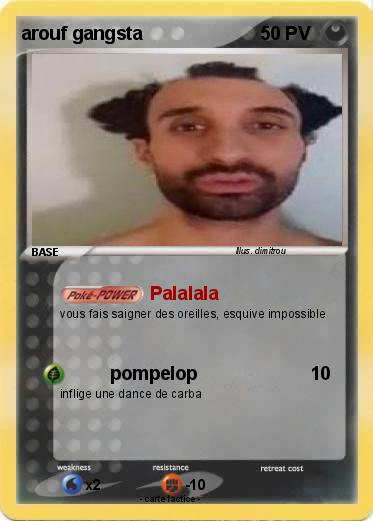 arouf gangsta 50 PV
BASE Illus. dimitrou
Poké-POWER Palalala
vous fais saigner des oreilles, esquive impossible
pompelop 10
inflige une dance de carba
weakness resistance retreat cost
x2 -10
- carte factice -